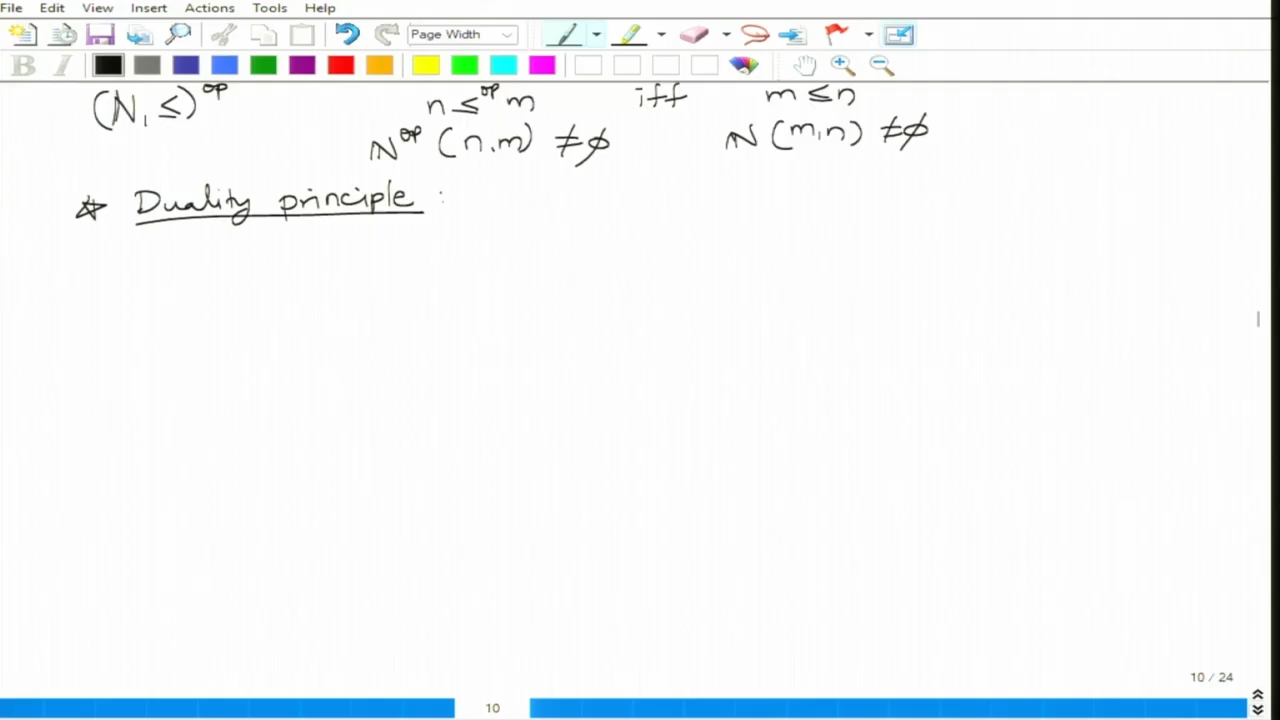 File Edit View Insert Actions Tools Help
Page Width
B I
(N, ≤)^op n ≤^op m iff m ≤ n
N^op (n,m) ≠ φ N (m,n) ≠ φ
☆ Duality principle :
10 / 24
10